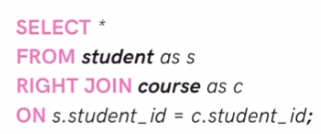 SELECT *
FROM student as s
RIGHT JOIN course as c
ON s.student_id = c.student_id;